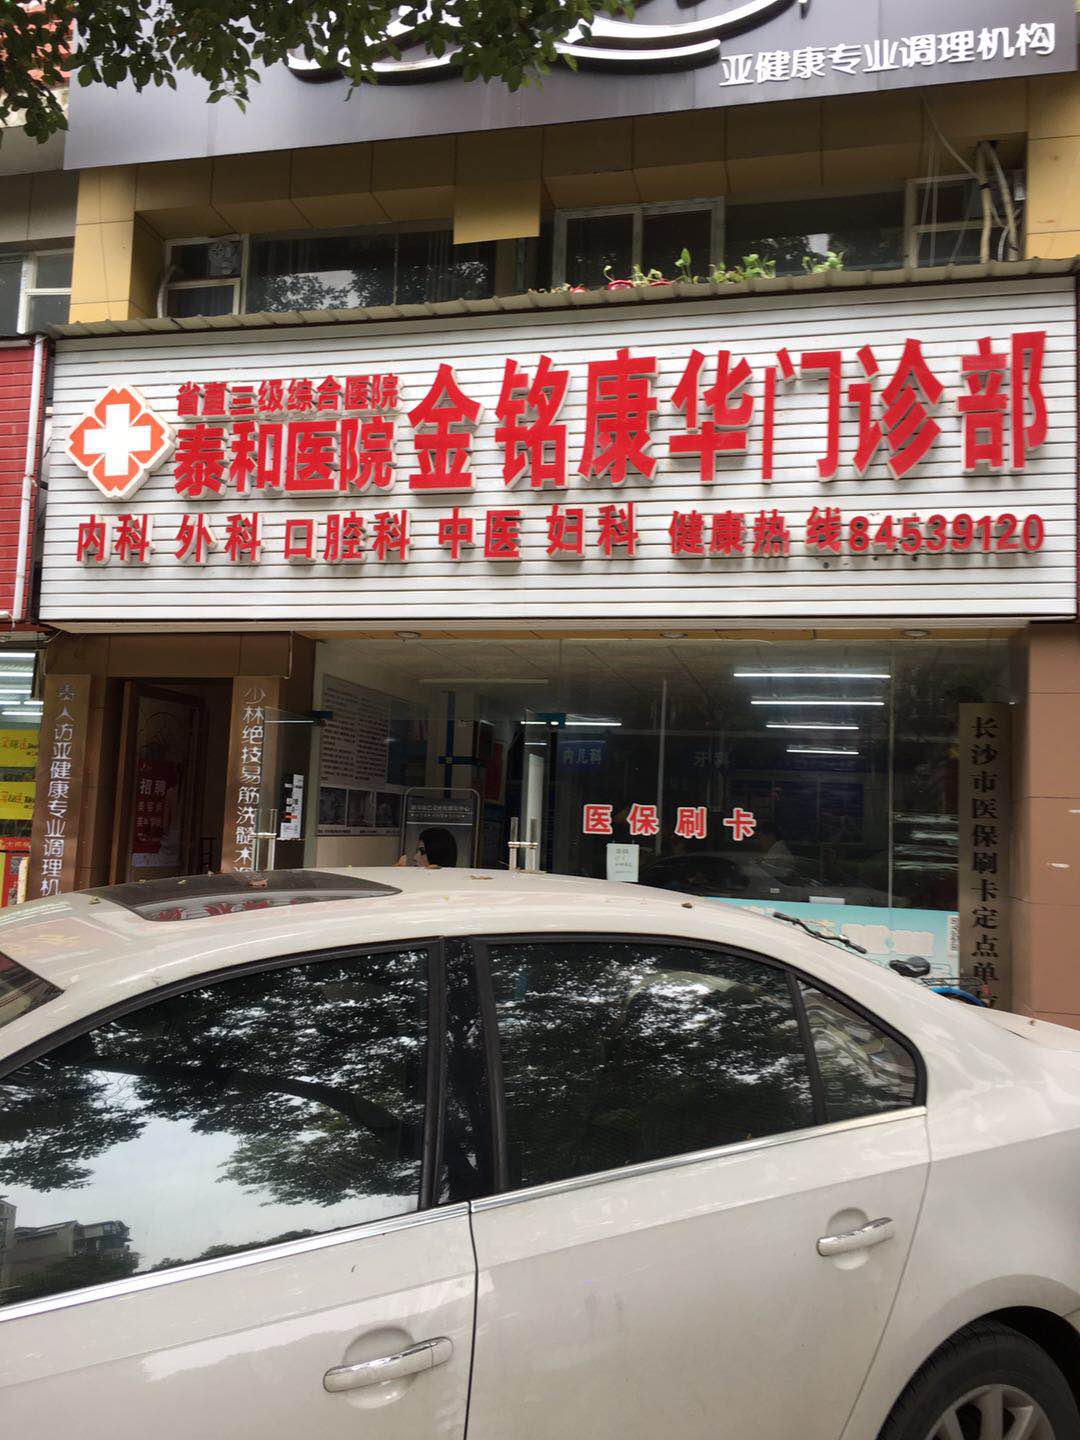 亚健康专业调理机构
省直三级综合医院
泰和医院
金铭康华门诊部
内科 外科 口腔科 中医 妇科 健康热线84539120
人访亚健康专业调理机
少林绝技易筋洗髓术
招聘
内儿科
医保刷卡
长沙市医保刷卡定点单